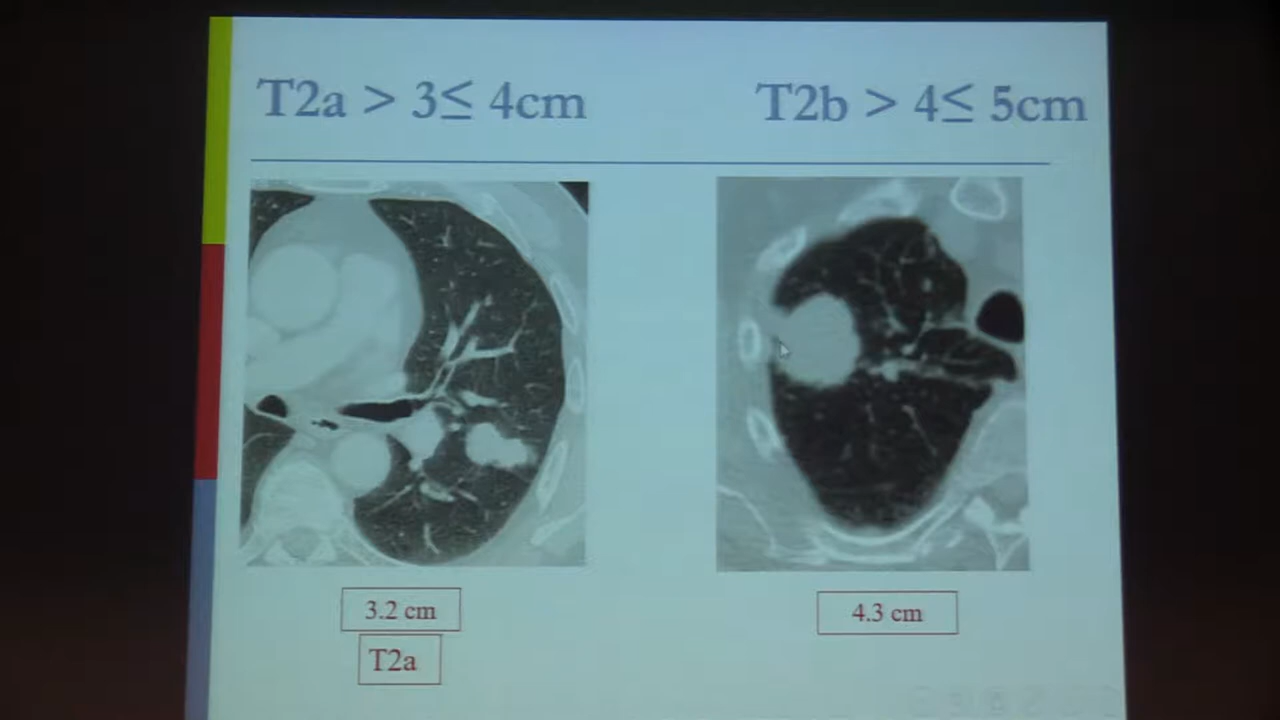 T2a > 3≤ 4cm
T2b > 4≤ 5cm
3.2 cm
T2a
4.3 cm